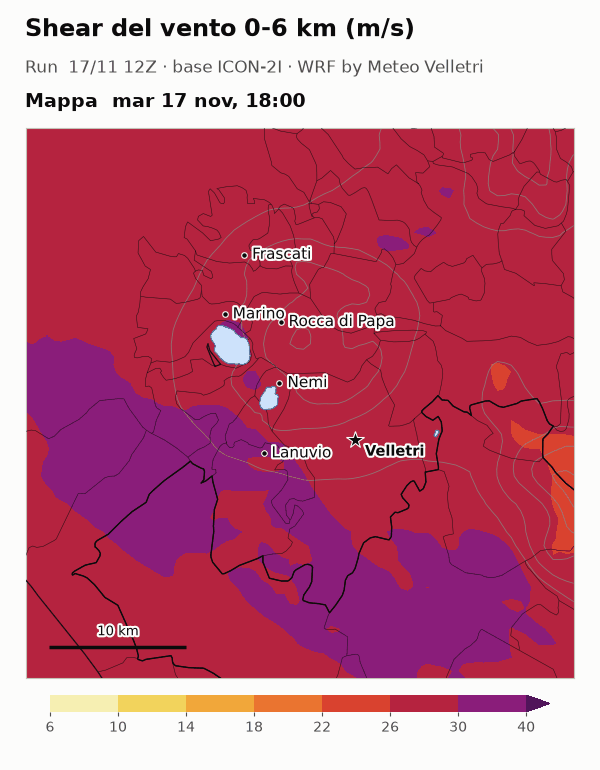 Shear del vento 0-6 km (m/s)
Run  17/11 12Z · base ICON-2I · WRF by Meteo Velletri
Mappa  mar 17 nov, 18:00
Frascati
Marino
Rocca di Papa
Nemi
Lanuvio
Velletri
10 km
6 10 14 18 22 26 30 40